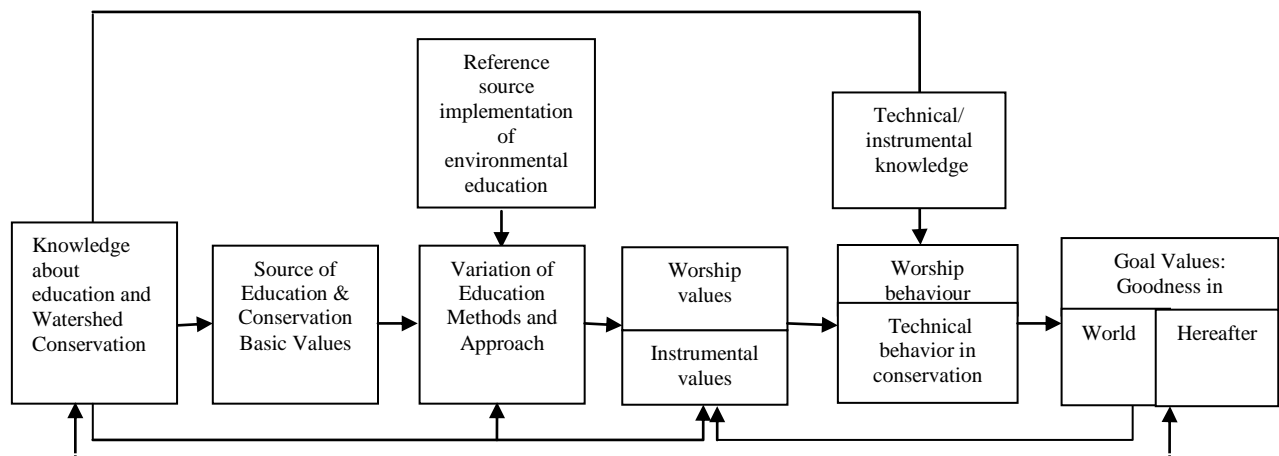 Reference
source
implementation
of
environmental
education
Technical/
instrumental
knowledge
Knowledge
about
education and
Watershed
Conservation
Source of
Education &
Conservation
Basic Values
Variation of
Education
Methods and
Approach
Worship
values
Instrumental
values
Worship
behaviour
Technical
behavior in
conservation
Goal Values:
Goodness in
World
Hereafter